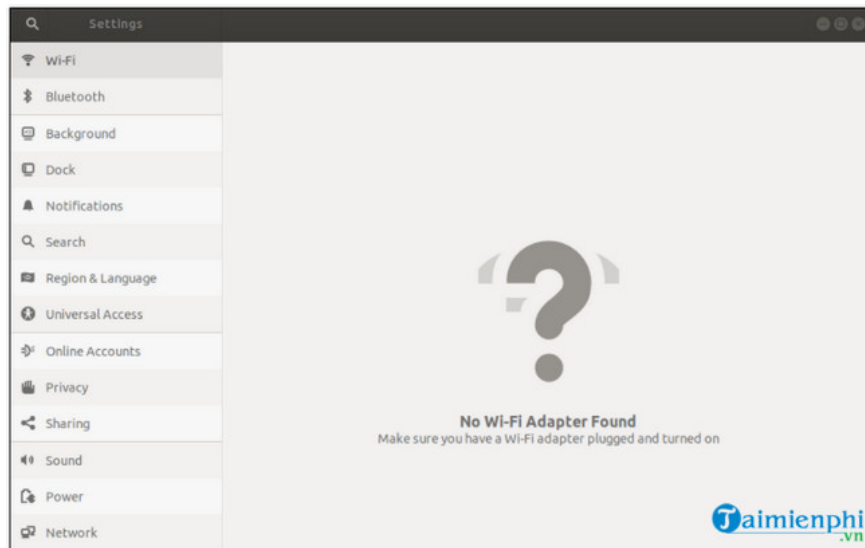 Settings
Wi-Fi
Bluetooth
Background
Dock
Notifications
Search
Region & Language
Universal Access
Online Accounts
Privacy
Sharing
Sound
Power
Network
No Wi-Fi Adapter Found
Make sure you have a Wi-Fi adapter plugged and turned on
Taimienphi
.vn